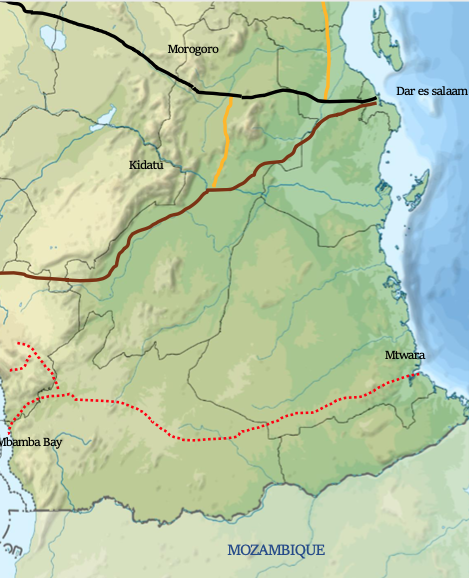 Morogoro
Dar es salaam
Kidatu
Mtwara
Mbamba Bay
MOZAMBIQUE